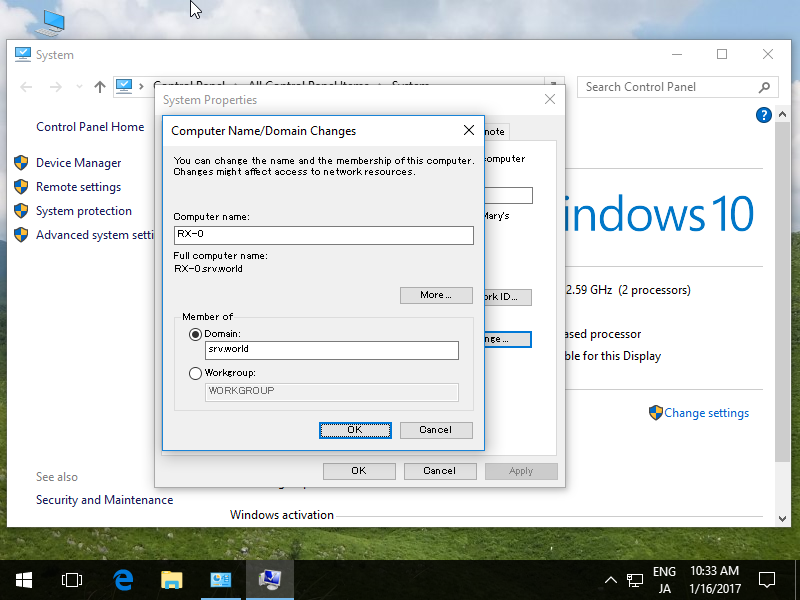 System
Control Panel > All Control Panel Items > System
Search Control Panel
System Properties
Control Panel Home
Computer Name/Domain Changes
mote
Device Manager
Remote settings
System protection
Advanced system setti
You can change the name and the membership of this computer.
Changes might affect access to network resources.
computer
Mary's
indows 10
Computer name:
RX-0
Full computer name:
RX-0.srv.world
More...
ork ID...
2.59 GHz (2 processors)
Member of
Domain:
srv.world
nge...
ased processor
ble for this Display
Workgroup:
WORKGROUP
Change settings
OK
Cancel
OK
Cancel
Apply
See also
Security and Maintenance
Windows activation
ENG
JA
10:33 AM
1/16/2017